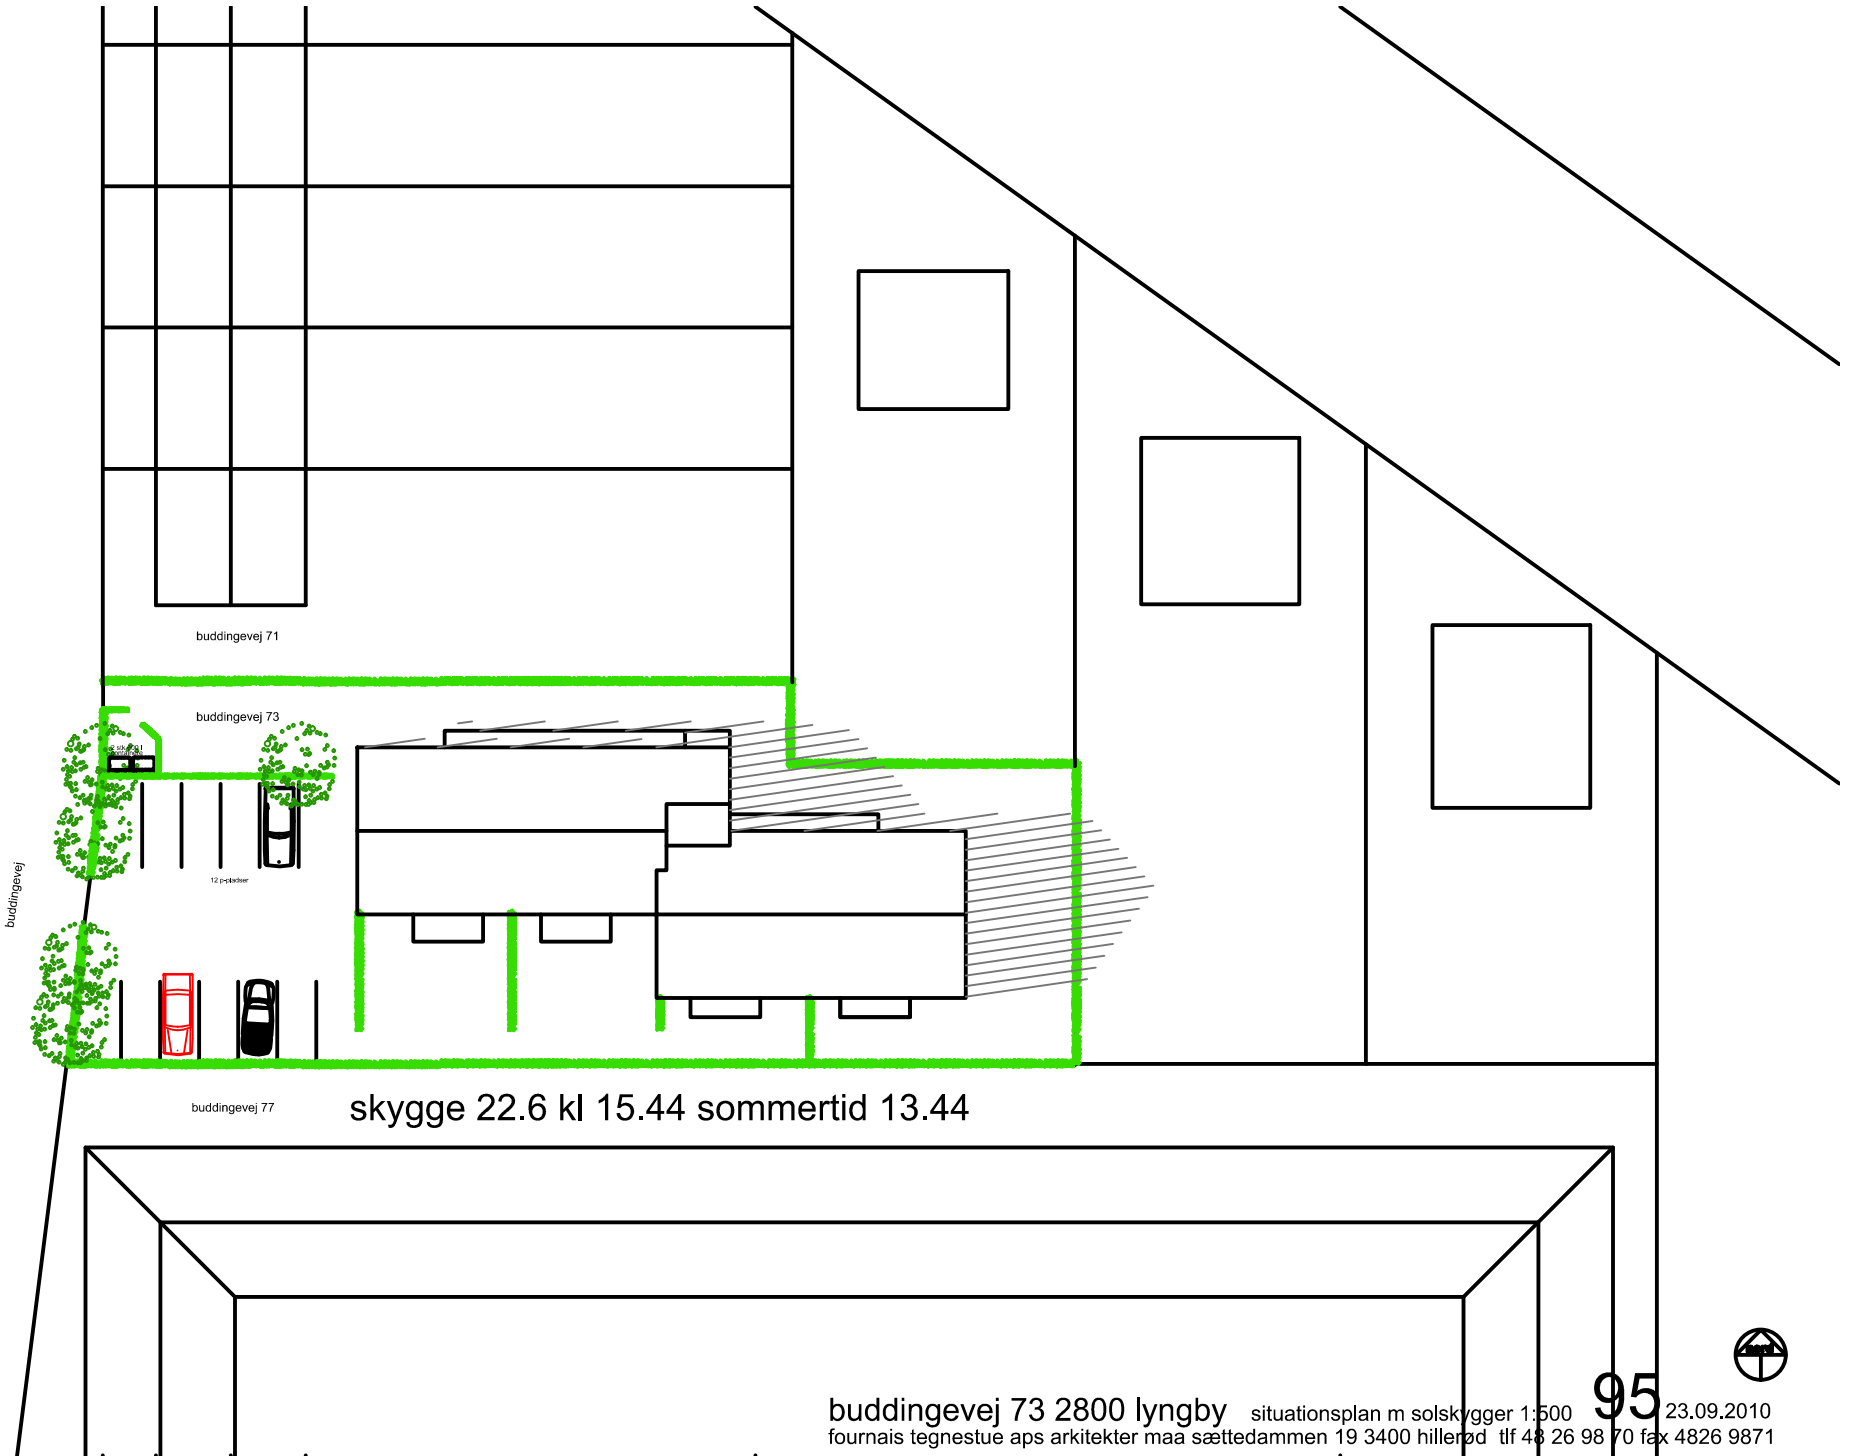 buddingevej 71
buddingevej 73
12 p-pladser
buddingevej
buddingevej 77
skygge 22.6 kl 15.44 sommertid 13.44
nord
buddingevej 73 2800 lyngby situationsplan m solskygger 1:500 95 23.09.2010
fournais tegnestue aps arkitekter maa sættedammen 19 3400 hillerød tlf 48 26 98 70 fax 4826 9871